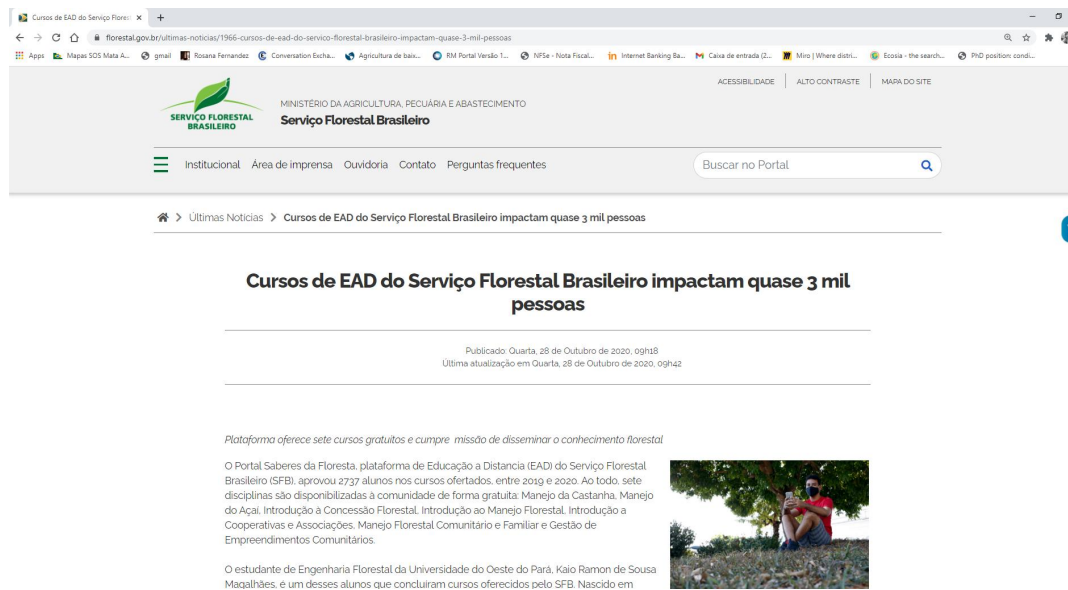 Cursos de EAD do Serviço Flores
florestal.gov.br/ultimas-noticias/1966-cursos-de-ead-do-servico-florestal-brasileiro-impactam-quase-3-mil-pessoas
Apps Mapas SOS Mata A... gmail Rosana Fernandez Conversation Excha... Agricultura de baix... RM Portal Versão 1... NFSe - Nota Fiscal... Internet Banking Ba... Caixa de entrada (2... Miro | Where distri... Ecosia - the search... PhD position: condi...
ACESSIBILIDADE ALTO CONTRASTE MAPA DO SITE
SERVIÇO FLORESTAL
BRASILEIRO
MINISTÉRIO DA AGRICULTURA, PECUÁRIA E ABASTECIMENTO
Serviço Florestal Brasileiro
Institucional Área de imprensa Ouvidoria Contato Perguntas frequentes Buscar no Portal
Últimas Notícias > Cursos de EAD do Serviço Florestal Brasileiro impactam quase 3 mil pessoas
Cursos de EAD do Serviço Florestal Brasileiro impactam quase 3 mil
pessoas
Publicado: Quarta, 28 de Outubro de 2020, 09h18
Última atualização em Quarta, 28 de Outubro de 2020, 09h42
Plataforma oferece sete cursos gratuitos e cumpre missão de disseminar o conhecimento florestal
O Portal Saberes da Floresta, plataforma de Educação a Distancia (EAD) do Serviço Florestal
Brasileiro (SFB), aprovou 2737 alunos nos cursos ofertados, entre 2019 e 2020. Ao todo, sete
disciplinas são disponibilizadas à comunidade de forma gratuita: Manejo da Castanha, Manejo
do Açaí, Introdução à Concessão Florestal, Introdução ao Manejo Florestal, Introdução a
Cooperativas e Associações, Manejo Florestal Comunitário e Familiar e Gestão de
Empreendimentos Comunitários.
O estudante de Engenharia Florestal da Universidade do Oeste do Pará, Kaio Ramon de Sousa
Magalhães, é um desses alunos que concluíram cursos oferecidos pelo SFB. Nascido em